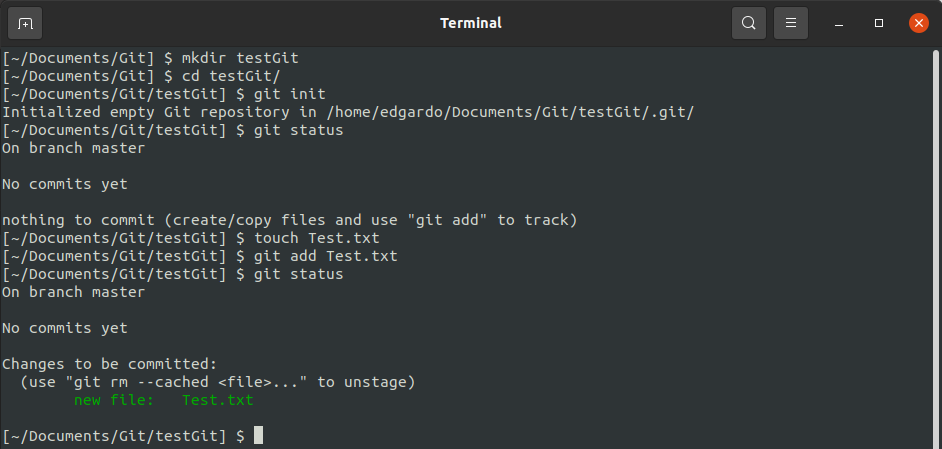 Terminal
[~/Documents/Git] $ mkdir testGit
[~/Documents/Git] $ cd testGit/
[~/Documents/Git/testGit] $ git init
Initialized empty Git repository in /home/edgardo/Documents/Git/testGit/.git/
[~/Documents/Git/testGit] $ git status
On branch master

No commits yet

nothing to commit (create/copy files and use "git add" to track)
[~/Documents/Git/testGit] $ touch Test.txt
[~/Documents/Git/testGit] $ git add Test.txt
[~/Documents/Git/testGit] $ git status
On branch master

No commits yet

Changes to be committed:
  (use "git rm --cached <file>..." to unstage)
        new file:   Test.txt

[~/Documents/Git/testGit] $